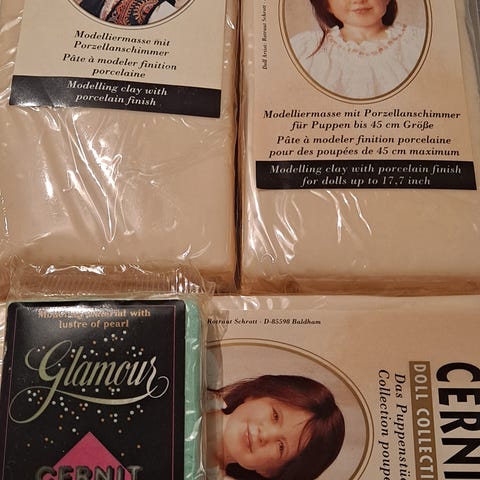 Modelliermasse mit
Porzellanschimmer
Pâte à modeler finition
porcelaine
Modelling clay with
porcelain finish
Doll Artist: Rotraut Schrott
Modelliermasse mit Porzellanschimmer
für Puppen bis 45 cm Größe
Pâte à modeler finition porcelaine
pour des poupées de 45 cm maximum
Modelling clay with porcelain finish
for dolls up to 17,7 inch
Modelling material with
lustre of pearl
Glamour
CERNIT
Rotraut Schrott - D-85598 Baldham
CERNI
DOLL COLLECTI
Das Puppenstü
Collection poupé